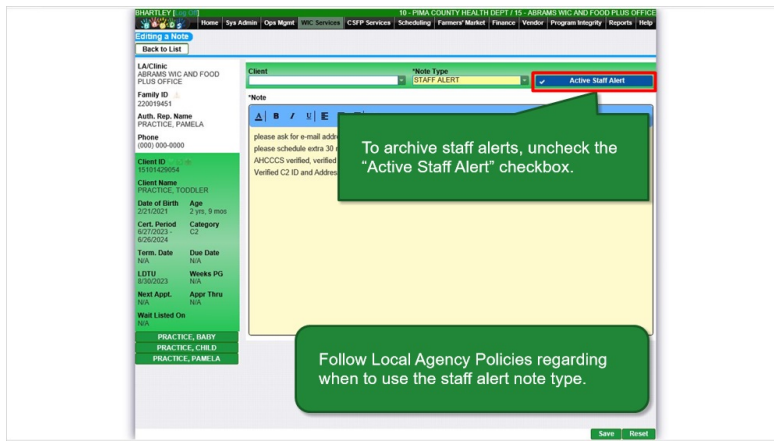 BHARTLEY [Log Off]
10 - PIMA COUNTY HEALTH DEPT / 15 - ABRAMS WIC AND FOOD PLUS OFFICE
Home Sys Admin Ops Mgmt WIC Services CSFP Services Scheduling Farmers' Market Finance Vendor Program Integrity Reports Help
Editing a Note
Back to List
LA/Clinic
ABRAMS WIC AND FOOD
PLUS OFFICE
Family ID
220019451
Auth. Rep. Name
PRACTICE, PAMELA
Phone
(000) 000-0000
Client ID
15101429054
Client Name
PRACTICE, TODDLER
Date of Birth Age
2/21/2021 2 yrs, 9 mos
Cert. Period Category
6/27/2023 - C2
6/26/2024
Term. Date Due Date
N/A N/A
LDTU Weeks PG
8/30/2023 N/A
Next Appt. Appr Thru
N/A N/A
Wait Listed On
N/A
PRACTICE, BABY
PRACTICE, CHILD
PRACTICE, PAMELA
Client *Note Type
STAFF ALERT Active Staff Alert
*Note
A B I U
please ask for e-mail addre
please schedule extra 30 
AHCCCS verified, verified
Verified C2 ID and Addres
To archive staff alerts, uncheck the
“Active Staff Alert” checkbox.
Follow Local Agency Policies regarding
when to use the staff alert note type.
Save Reset